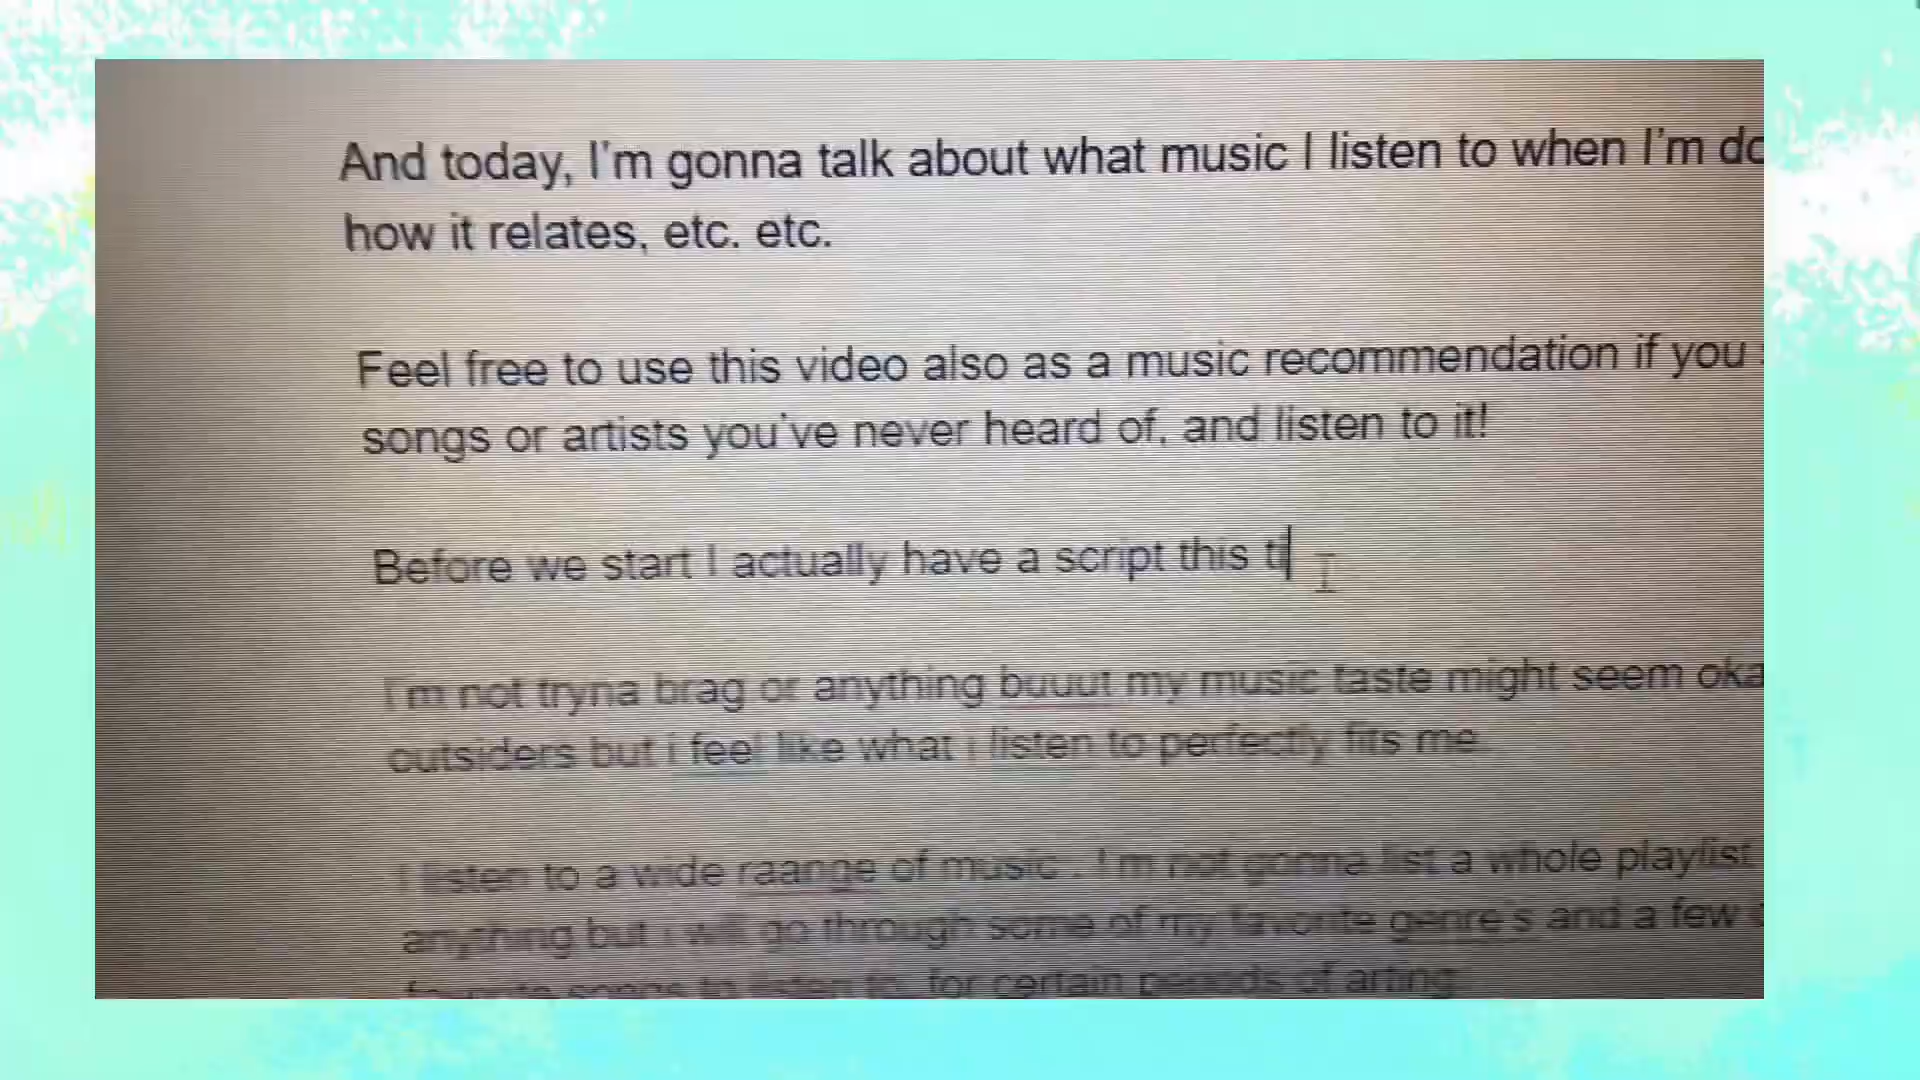 And today, I'm gonna talk about what music I listen to when I'm do
how it relates, etc. etc.
Feel free to use this video also as a music recommendation if you
songs or artists you've never heard of, and listen to it!
Before we start I actually have a script this ti
I'm not tryna brag or anything buuut my music taste might seem oka
outsiders but i feel like what i listen to perfectly fits me
I listen to a wide raange of music . I'm not gonna list a whole playlist
anything but i will go through some of my favorite genre's and a few
favorite songs to listen to for certain periods of arting